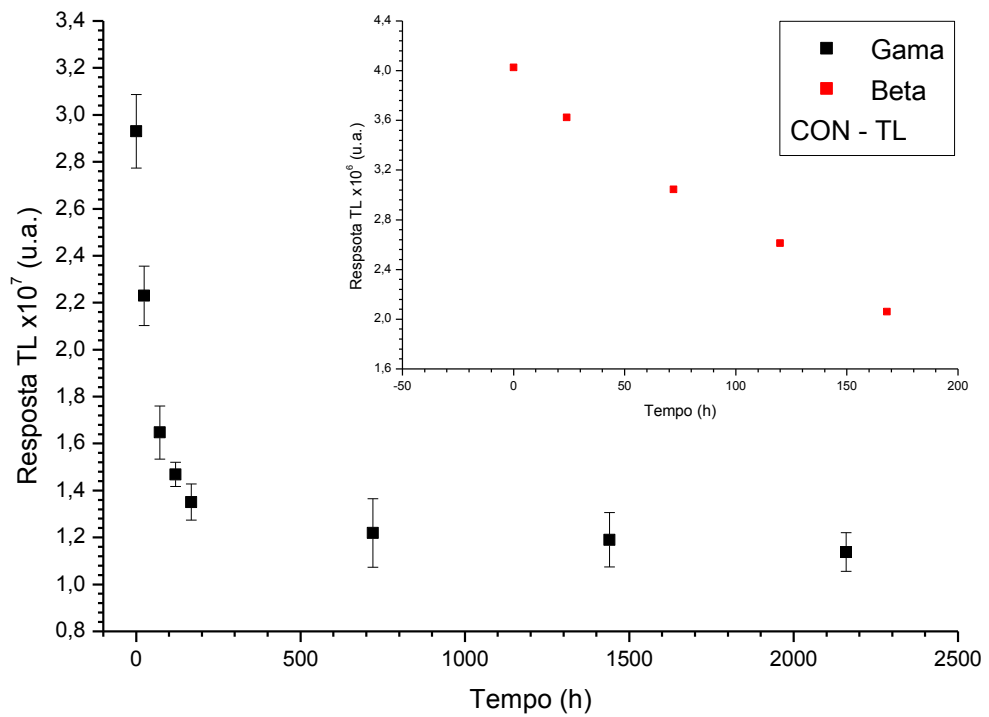 3,4
3,2
3,0
2,8
2,6
2,4
2,2
2,0
1,8
1,6
1,4
1,2
1,0
0,8
Resposta TL x10⁷ (u.a.)
0 500 1000 1500 2000 2500
Tempo (h)
4,4
4,0
3,6
3,2
2,8
2,4
2,0
1,6
Respsota TL x10⁶ (u.a.)
-50 0 50 100 150 200
Tempo (h)
Gama
Beta
CON - TL